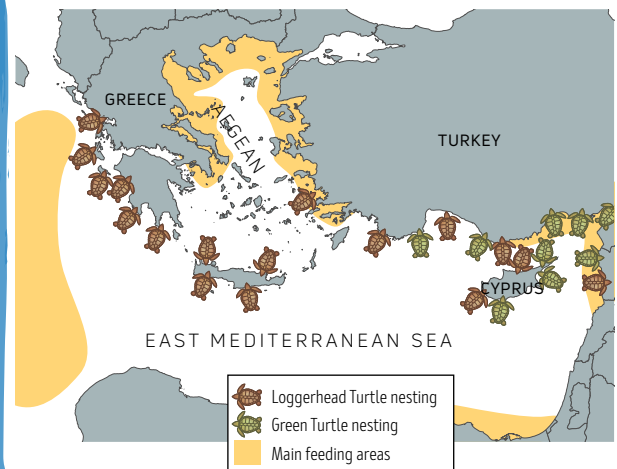 GREECE
AEGEAN
TURKEY
CYPRUS
EAST MEDITERRANEAN SEA
Loggerhead Turtle nesting
Green Turtle nesting
Main feeding areas